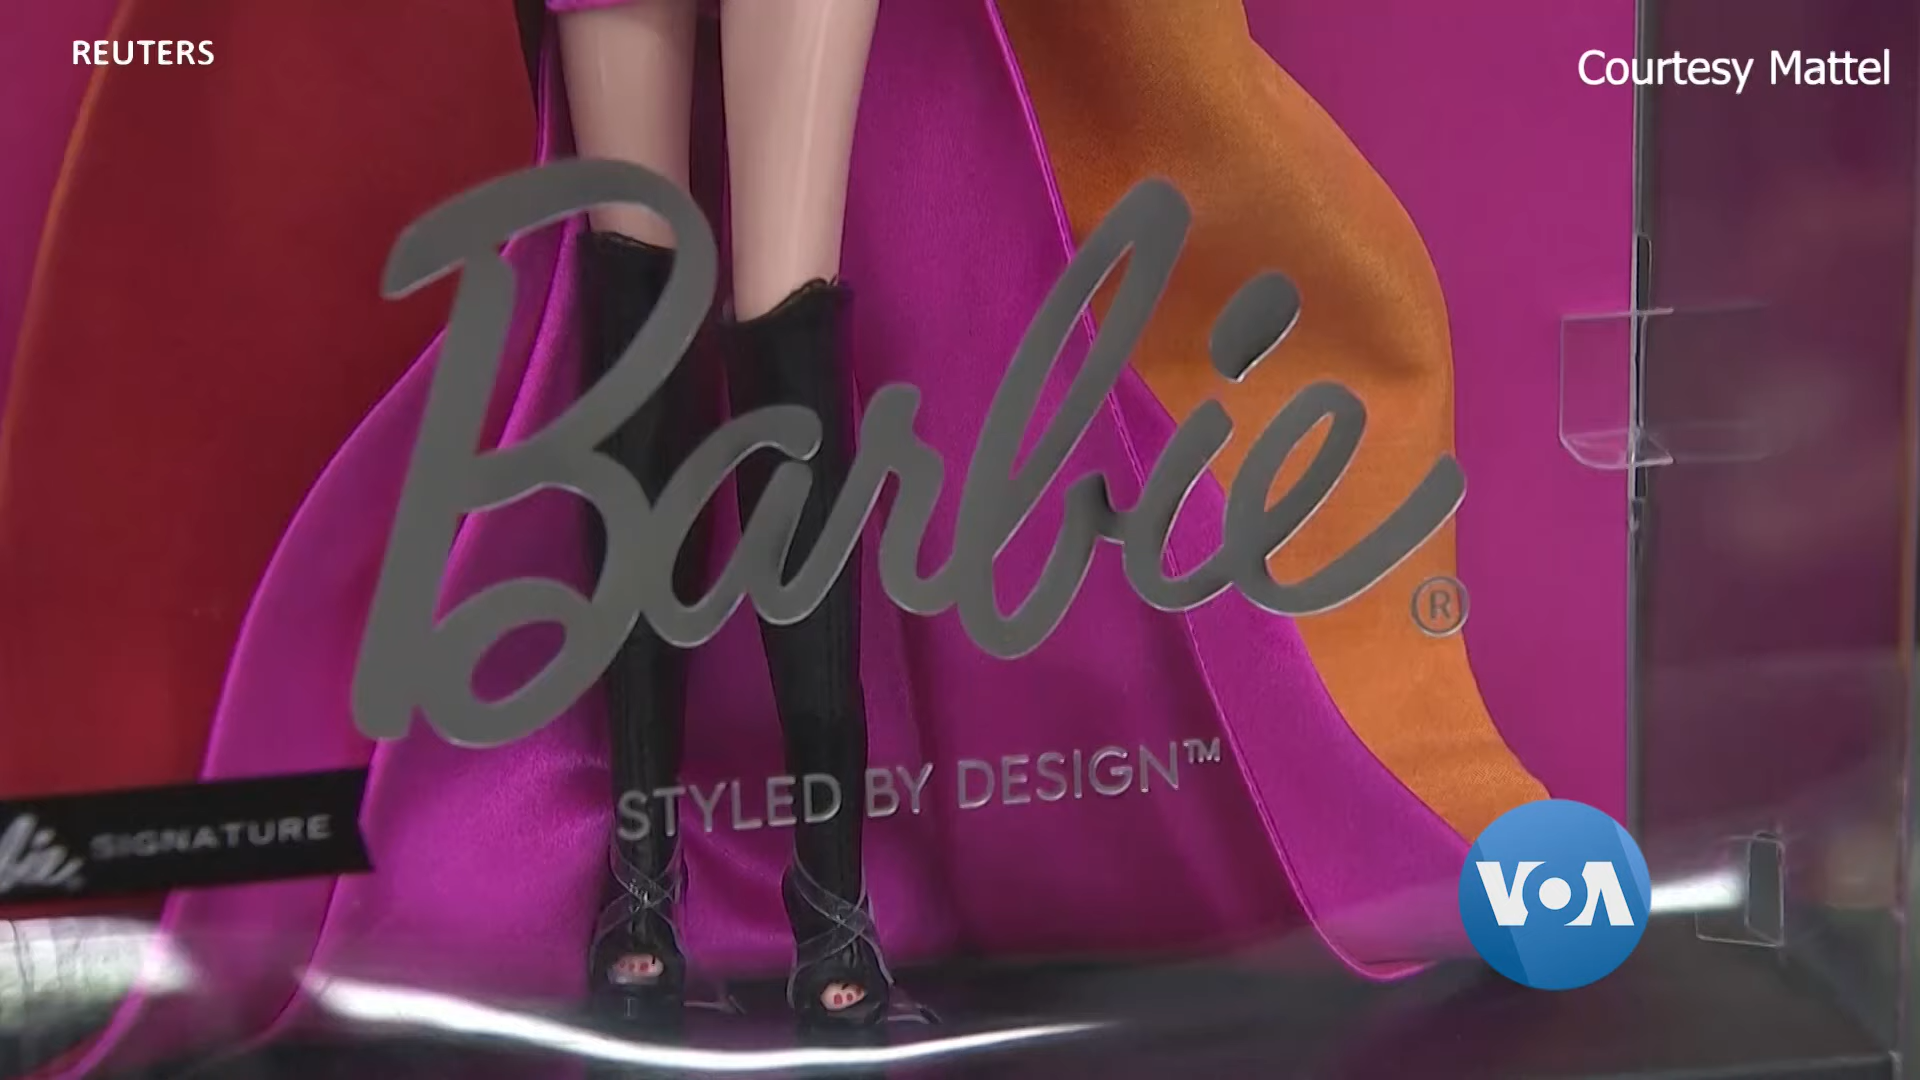 REUTERS
Courtesy Mattel
Barbie®
STYLED BY DESIGN™
SIGNATURE
VOA